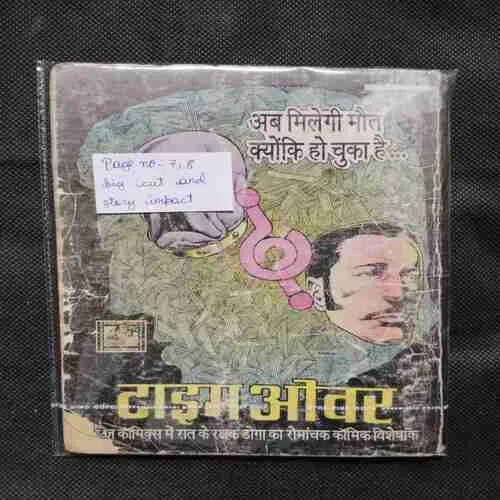 अब मिलेगी मौत
क्योंकि हो चुका है...
Page no - 7, 8
big cut and
story impact
टाइम ओवर
राज कॉमिक्स में रात के रक्षक डोगा का रोमांचक कॉमिक विशेषांक